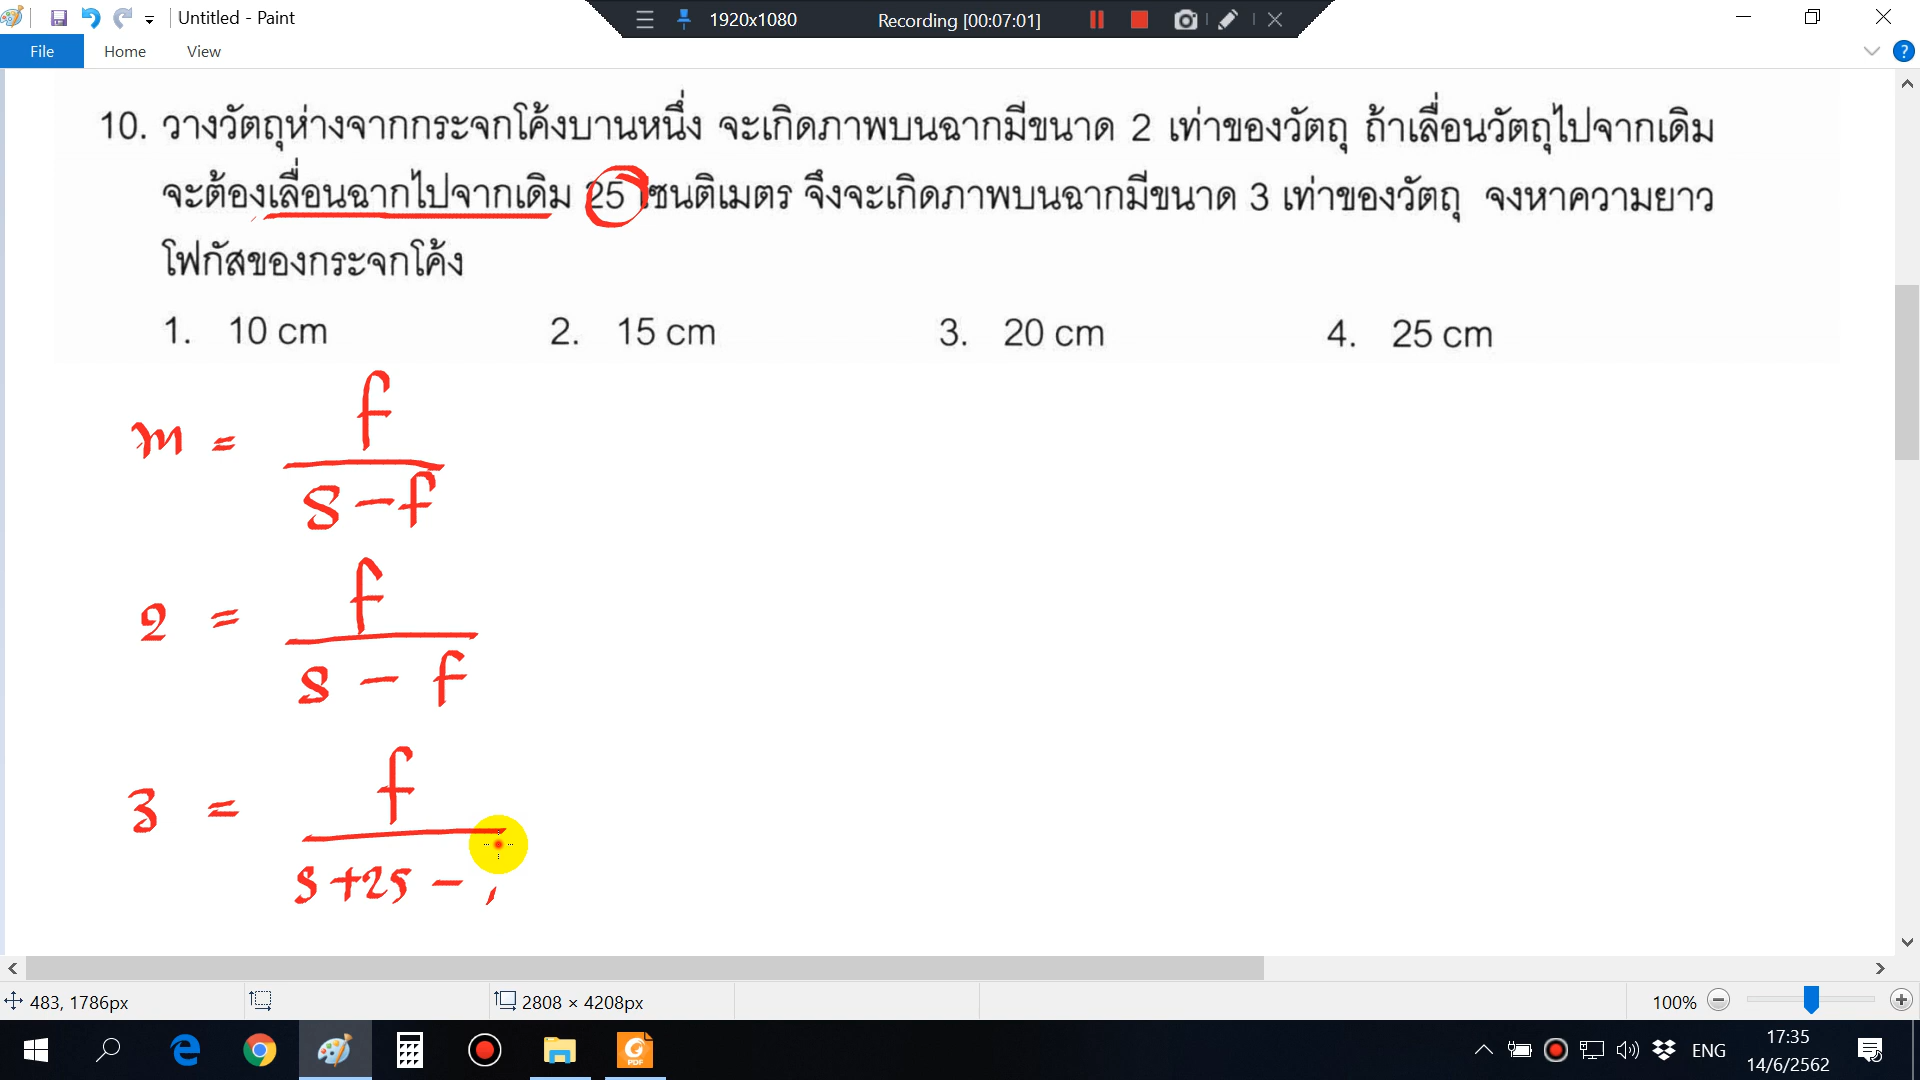 Untitled - Paint
1920x1080
Recording [00:07:01]
File Home View
10. วางวัตถุห่างจากกระจกโค้งบานหนึ่ง จะเกิดภาพบนฉากมีขนาด 2 เท่าของวัตถุ ถ้าเลื่อนวัตถุไปจากเดิม
จะต้องเลื่อนฉากไปจากเดิม 25 เซนติเมตร จึงจะเกิดภาพบนฉากมีขนาด 3 เท่าของวัตถุ จงหาความยาว
โฟกัสของกระจกโค้ง
1. 10 cm 2. 15 cm 3. 20 cm 4. 25 cm
m = f
s - f
2 = f
s - f
3 = f
s + 25 -
483, 1786px
2808 × 4208px
100%
PDF
ENG
17:35
14/6/2562